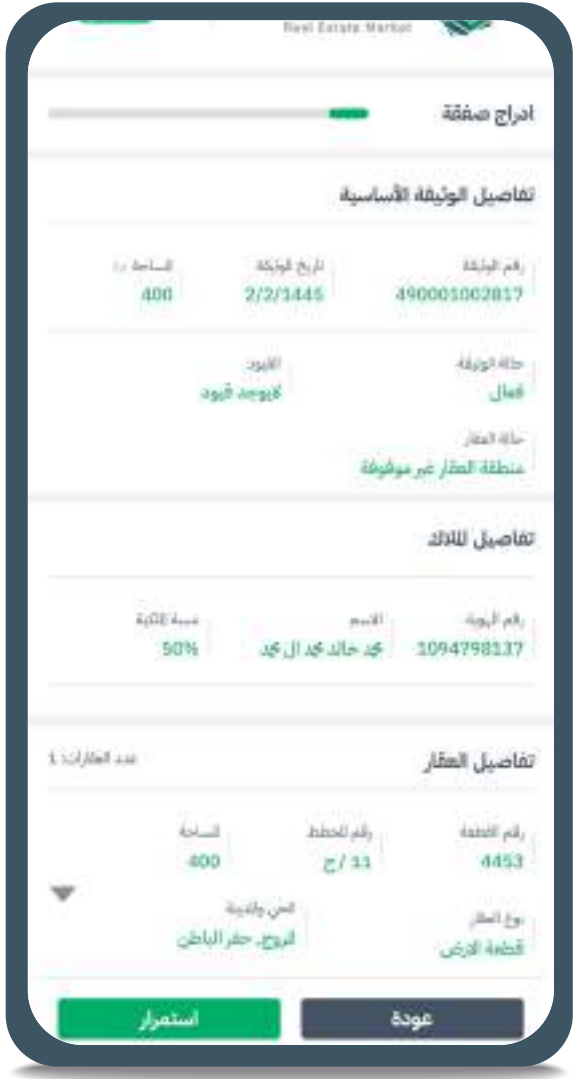 Real Estate Market
ادراج صفقة
تفاصيل الوثيقة الأساسية
رقم الوثيقة تاريخ الوثيقة المساحة
490001002817 2/2/1445 400
حالة الوثيقة القيود
فعال لايوجد قيود
حالة العقار
منطقة العقار غير موقوفة
تفاصيل الملاك
رقم الهوية الاسم نسبة الملكية
1094798137 محمد خالد محمد ال محمد 50%
تفاصيل العقار عدد العقارات: 1
رقم القطعة رقم المخطط المساحة
4453 11 /ح 400
نوع العقار الحي والمدينة
قطعة الارض المروج، حفر الباطن
عودة استمرار